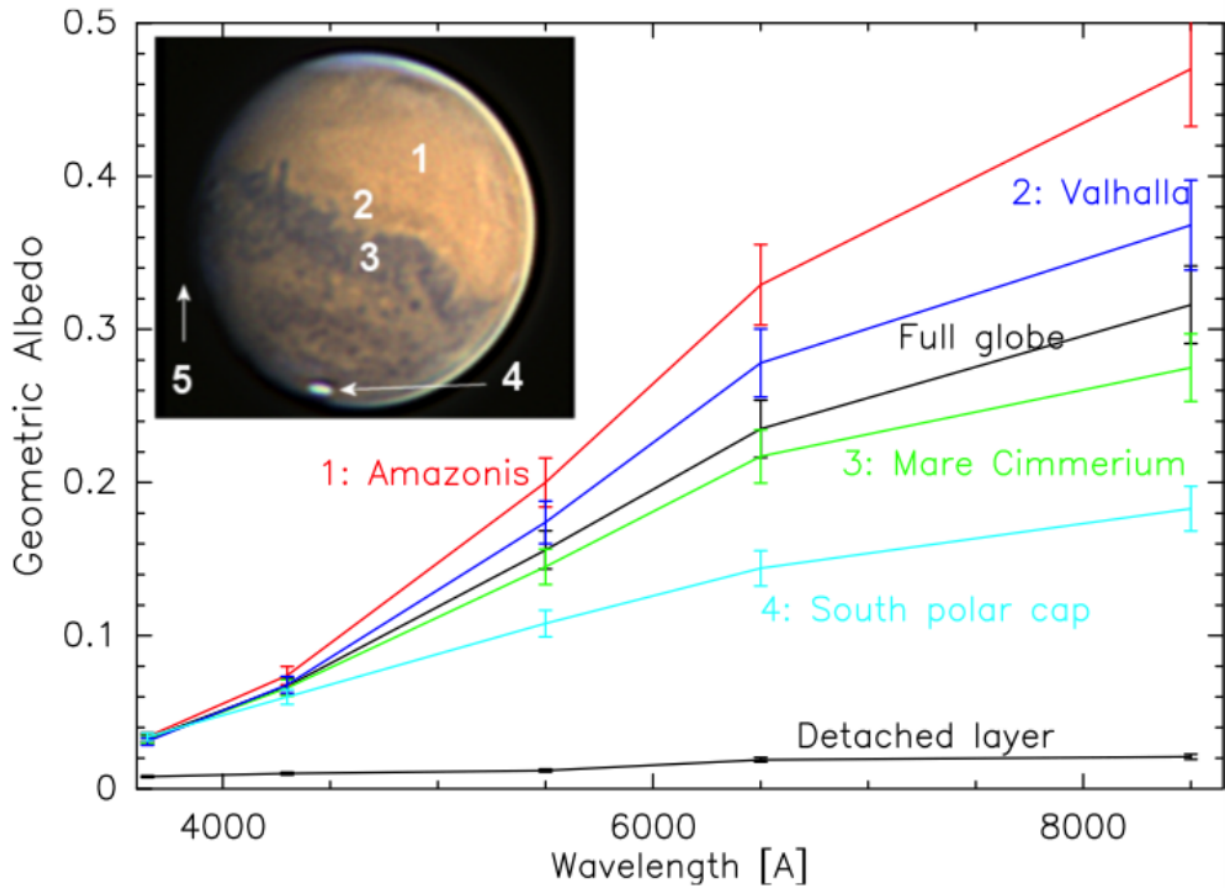 0.5
0.4
0.3
0.2
0.1
0
Geometric Albedo
1
2
3
4
5
2: Valhalla
Full globe
1: Amazonis
3: Mare Cimmerium
4: South polar cap
Detached layer
4000 6000 8000
Wavelength [A]